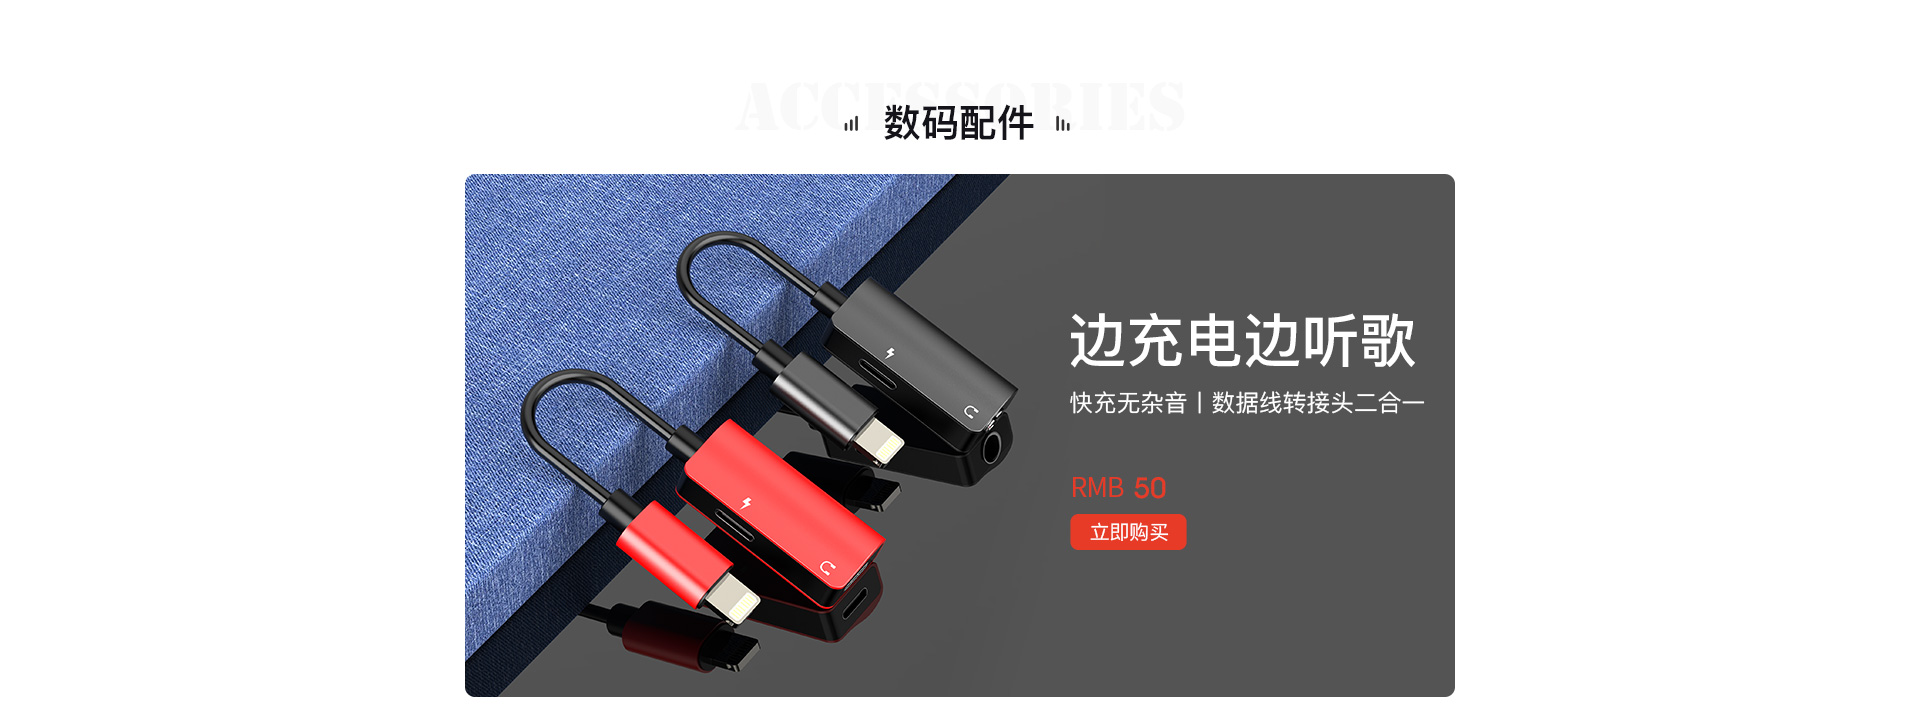 ACCESSORIES
数码配件
边充电边听歌
快充无杂音丨数据线转接头二合一
RMB 50
立即购买